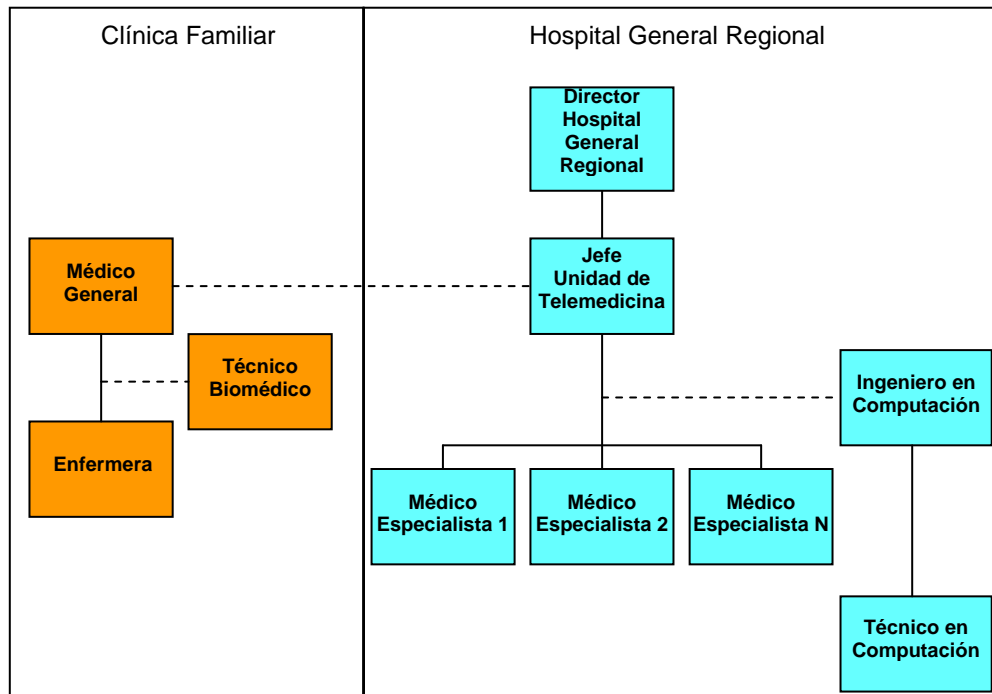 Clínica Familiar
Hospital General Regional
Director
Hospital
General
Regional
Médico
General
Jefe
Unidad de
Telemedicina
Técnico
Biomédico
Ingeniero en
Computación
Enfermera
Médico
Especialista 1
Médico
Especialista 2
Médico
Especialista N
Técnico en
Computación